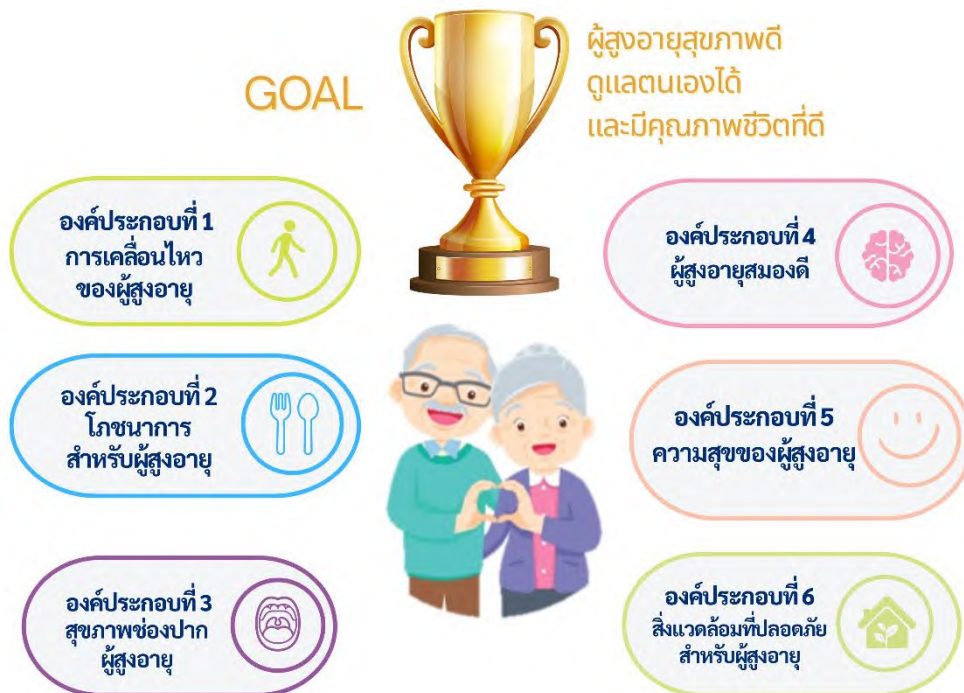 GOAL
ผู้สูงอายุสุขภาพดี
ดูแลตนเองได้
และมีคุณภาพชีวิตที่ดี
องค์ประกอบที่ 1
การเคลื่อนไหว
ของผู้สูงอายุ
องค์ประกอบที่ 2
โภชนาการ
สำหรับผู้สูงอายุ
องค์ประกอบที่ 3
สุขภาพช่องปาก
ผู้สูงอายุ
องค์ประกอบที่ 4
ผู้สูงอายุสมองดี
องค์ประกอบที่ 5
ความสุขของผู้สูงอายุ
องค์ประกอบที่ 6
สิ่งแวดล้อมที่ปลอดภัย
สำหรับผู้สูงอายุ